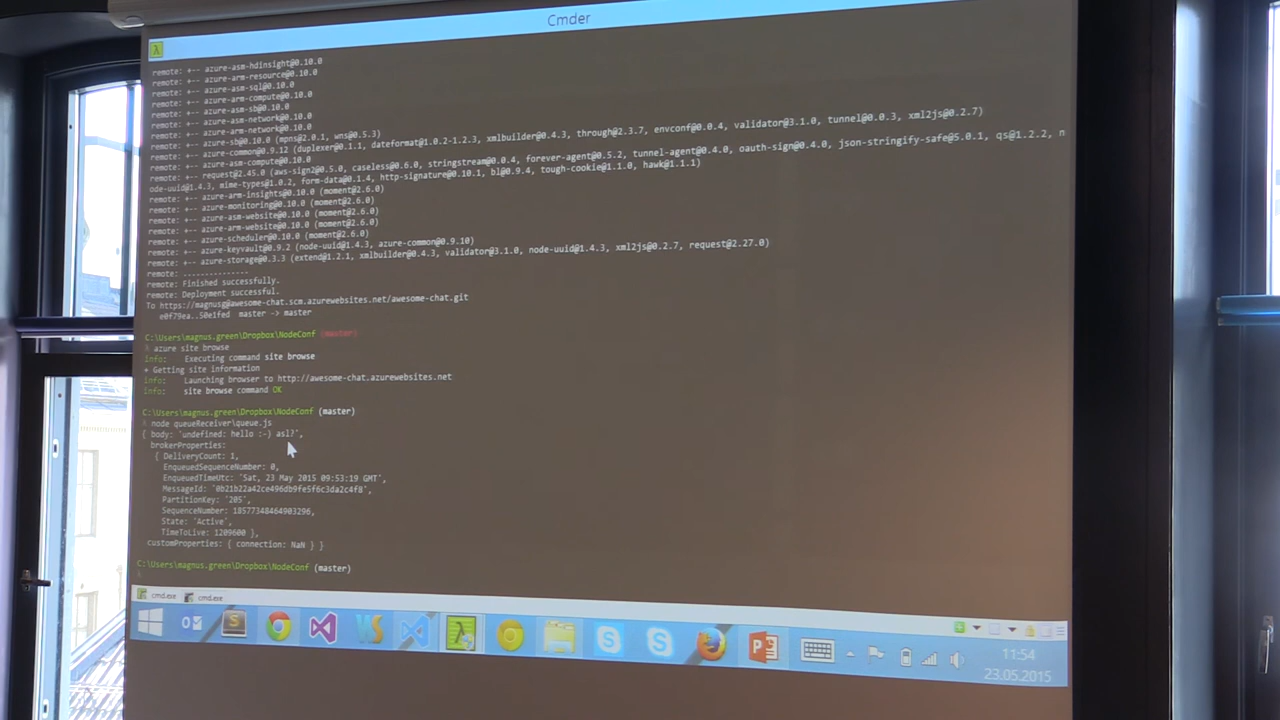 Cmder
remote: +-- azure-asm-hdinsight@0.10.0
remote: +-- azure-arm-resource@0.10.0
remote: +-- azure-asm-sql@0.10.0
remote: +-- azure-arm-compute@0.10.0
remote: +-- azure-asm-sb@0.10.0
remote: +-- azure-asm-network@0.10.0
remote: +-- azure-arm-network@0.10.0
remote: +-- azure-sb@0.10.0 (mpns@2.0.1, wns@0.5.3)
remote: +-- azure-common@0.9.12 (duplexer@0.1.1, dateformat@1.0.2-1.2.3, xmlbuilder@0.4.3, through@2.3.7, envconf@0.0.4, validator@3.1.0, tunnel@0.0.3, xml2js@0.2.7)
remote: +-- azure-asm-compute@0.10.0
remote: +-- request@2.45.0 (aws-sign2@0.5.0, caseless@0.6.0, stringstream@0.0.4, forever-agent@0.5.2, tunnel-agent@0.4.0, oauth-sign@0.4.0, json-stringify-safe@5.0.1, qs@1.2.2, n
ode-uuid@1.4.3, mime-types@1.0.2, form-data@0.1.4, http-signature@0.10.1, bl@0.9.4, tough-cookie@1.1.0, hawk@1.1.1)
remote: +-- azure-arm-insights@0.10.0 (moment@2.6.0)
remote: +-- azure-monitoring@0.10.0 (moment@2.6.0)
remote: +-- azure-asm-website@0.10.0 (moment@2.6.0)
remote: +-- azure-arm-website@0.10.0 (moment@2.6.0)
remote: +-- azure-scheduler@0.10.0 (moment@2.6.0)
remote: +-- azure-keyvault@0.9.2 (node-uuid@1.4.3, azure-common@0.9.10)
remote: +-- azure-storage@0.3.3 (extend@1.2.1, xmlbuilder@0.4.3, validator@3.1.0, node-uuid@1.4.3, xml2js@0.2.7, request@2.27.0)
remote: ...............
remote: Finished successfully.
remote: Deployment successful.
To https://magnusg@awesome-chat.scm.azurewebsites.net/awesome-chat.git
e0f79ea..50e1fed master -> master
C:\Users\magnus.green\Dropbox\NodeConf (master)
λ azure site browse
info: Executing command site browse
+ Getting site information
info: Launching browser to http://awesome-chat.azurewebsites.net
info: site browse command OK
C:\Users\magnus.green\Dropbox\NodeConf (master)
λ node queueReceiver\queue.js
{ body: 'undefined: hello :-) asl?',
brokerProperties:
{ DeliveryCount: 1,
EnqueuedSequenceNumber: 0,
EnqueuedTimeUtc: 'Sat, 23 May 2015 09:53:19 GMT',
MessageId: '0b21b22a42ce496db9fe5f6c3da2c4f8',
PartitionKey: '205',
SequenceNumber: 18577348464903296,
State: 'Active',
TimeToLive: 1209600 },
customProperties: { connection: NaN } }
C:\Users\magnus.green\Dropbox\NodeConf (master)
λ
cmd.exe cmd.exe
11:54
23.05.2015